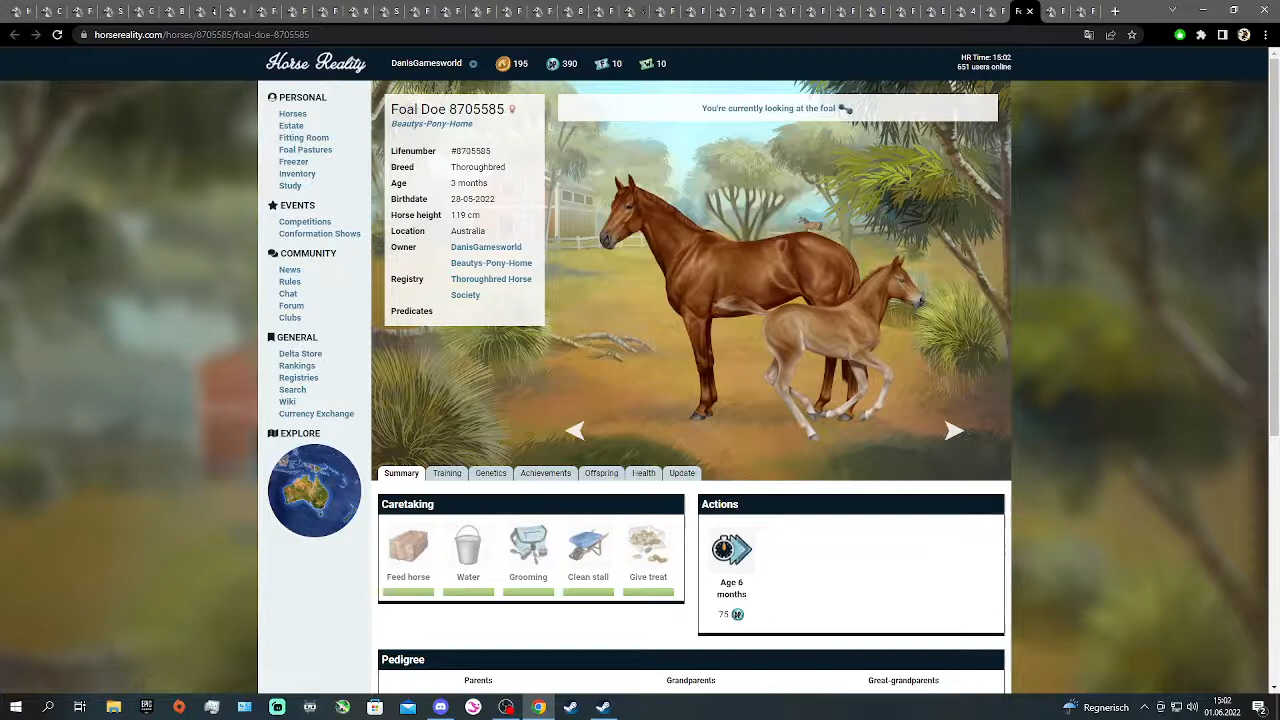 horsereality.com/horses/8705585/foal-doe-8705585
Horse Reality
DanisGamesworld 195 390 10 10
HR Time: 15:02
651 users online
PERSONAL
Horses
Estate
Fitting Room
Foal Pastures
Freezer
Inventory
Study
EVENTS
Competitions
Conformation Shows
COMMUNITY
News
Rules
Chat
Forum
Clubs
GENERAL
Delta Store
Rankings
Registries
Search
Wiki
Currency Exchange
EXPLORE
Foal Doe 8705585
Beautys-Pony-Home
Lifenumber #8705585
Breed Thoroughbred
Age 3 months
Birthdate 28-05-2022
Horse height 119 cm
Location Australia
Owner DanisGamesworld
Beautys-Pony-Home
Registry Thoroughbred Horse
Society
Predicates
You're currently looking at the foal
Summary Training Genetics Achievements Offspring Health Update
Caretaking
Feed horse Water Grooming Clean stall Give treat
Actions
Age 6
months
75
Pedigree
Parents Grandparents Great-grandparents
Regnerisch
15:02
01.06.2022